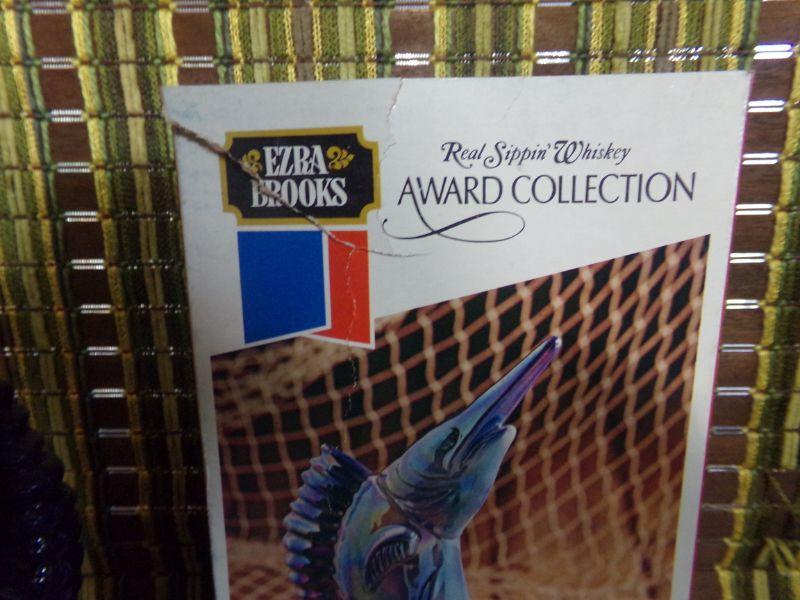 EZRA
BROOKS
Real Sippin' Whiskey
AWARD COLLECTION